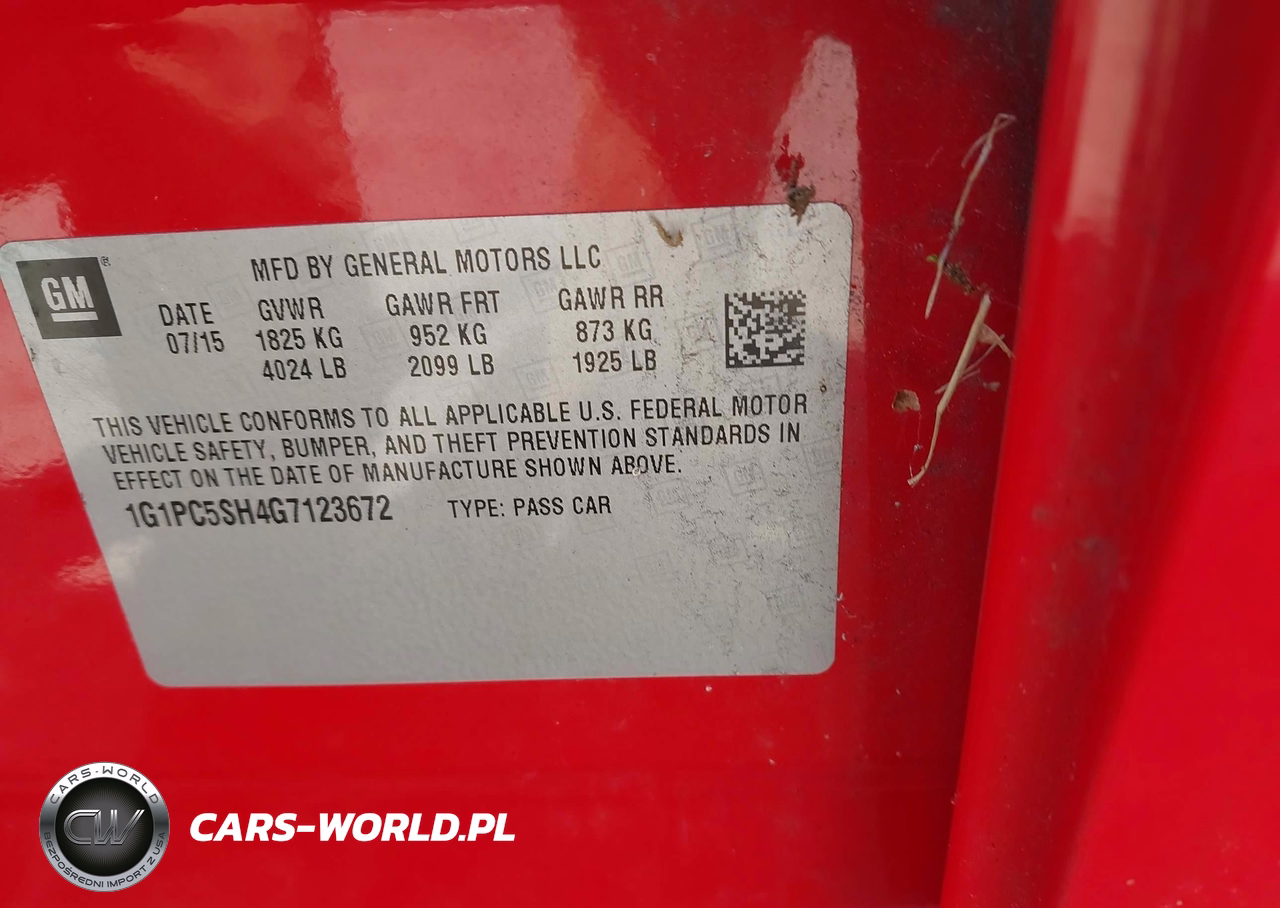 GM ®
MFD BY GENERAL MOTORS LLC
DATE GVWR GAWR FRT GAWR RR
07/15 1825 KG 952 KG 873 KG
4024 LB 2099 LB 1925 LB
THIS VEHICLE CONFORMS TO ALL APPLICABLE U.S. FEDERAL MOTOR
VEHICLE SAFETY, BUMPER, AND THEFT PREVENTION STANDARDS IN
EFFECT ON THE DATE OF MANUFACTURE SHOWN ABOVE.
1G1PC5SH4G7123672 TYPE: PASS CAR
CARS-WORLD
CW
BEZPOŚREDNI IMPORT Z USA
CARS-WORLD.PL